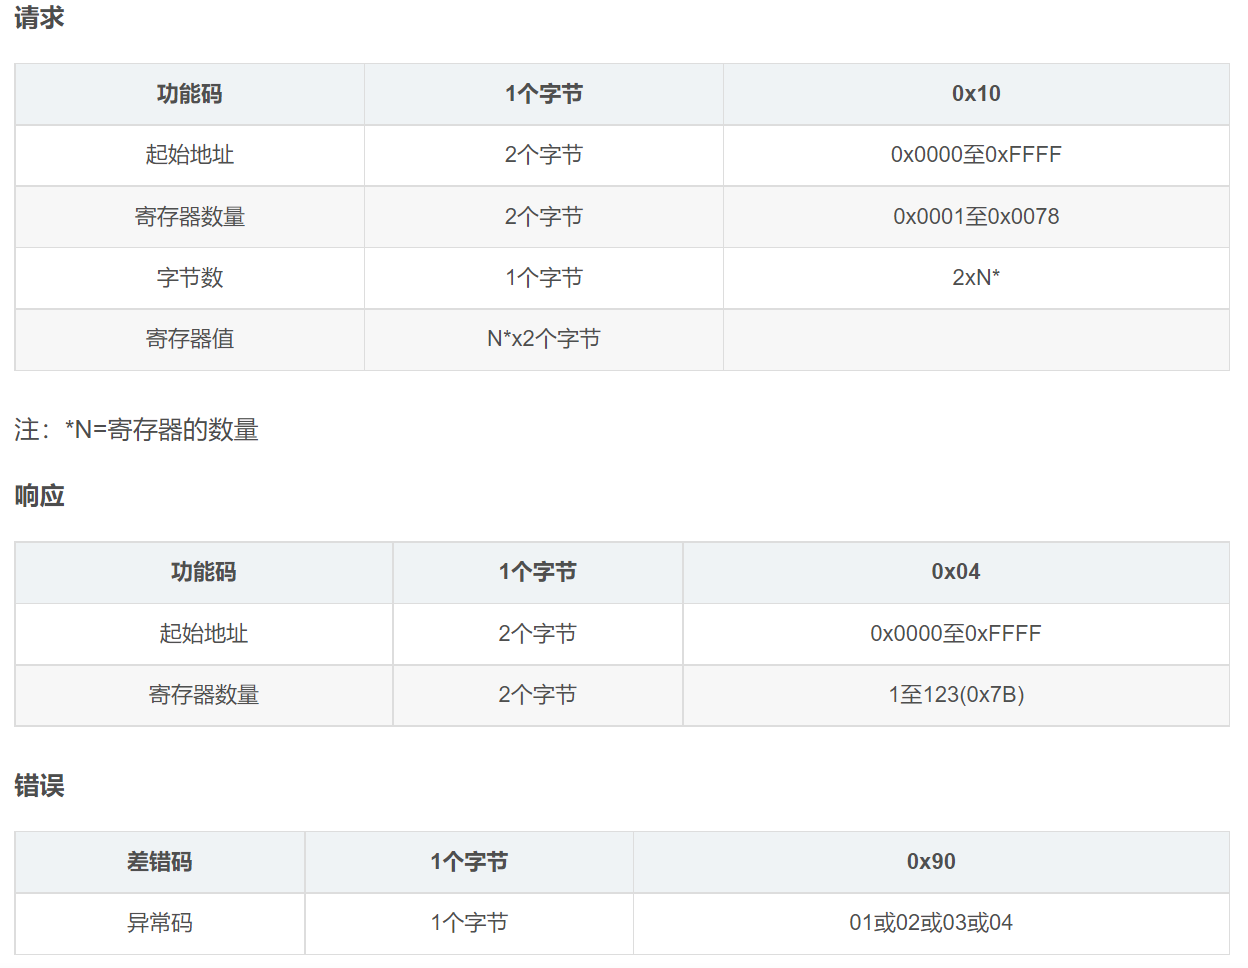 请求
功能码 1个字节 0x10
起始地址 2个字节 0x0000至0xFFFF
寄存器数量 2个字节 0x0001至0x0078
字节数 1个字节 2xN*
寄存器值 N*x2个字节
注：*N=寄存器的数量
响应
功能码 1个字节 0x04
起始地址 2个字节 0x0000至0xFFFF
寄存器数量 2个字节 1至123(0x7B)
错误
差错码 1个字节 0x90
异常码 1个字节 01或02或03或04